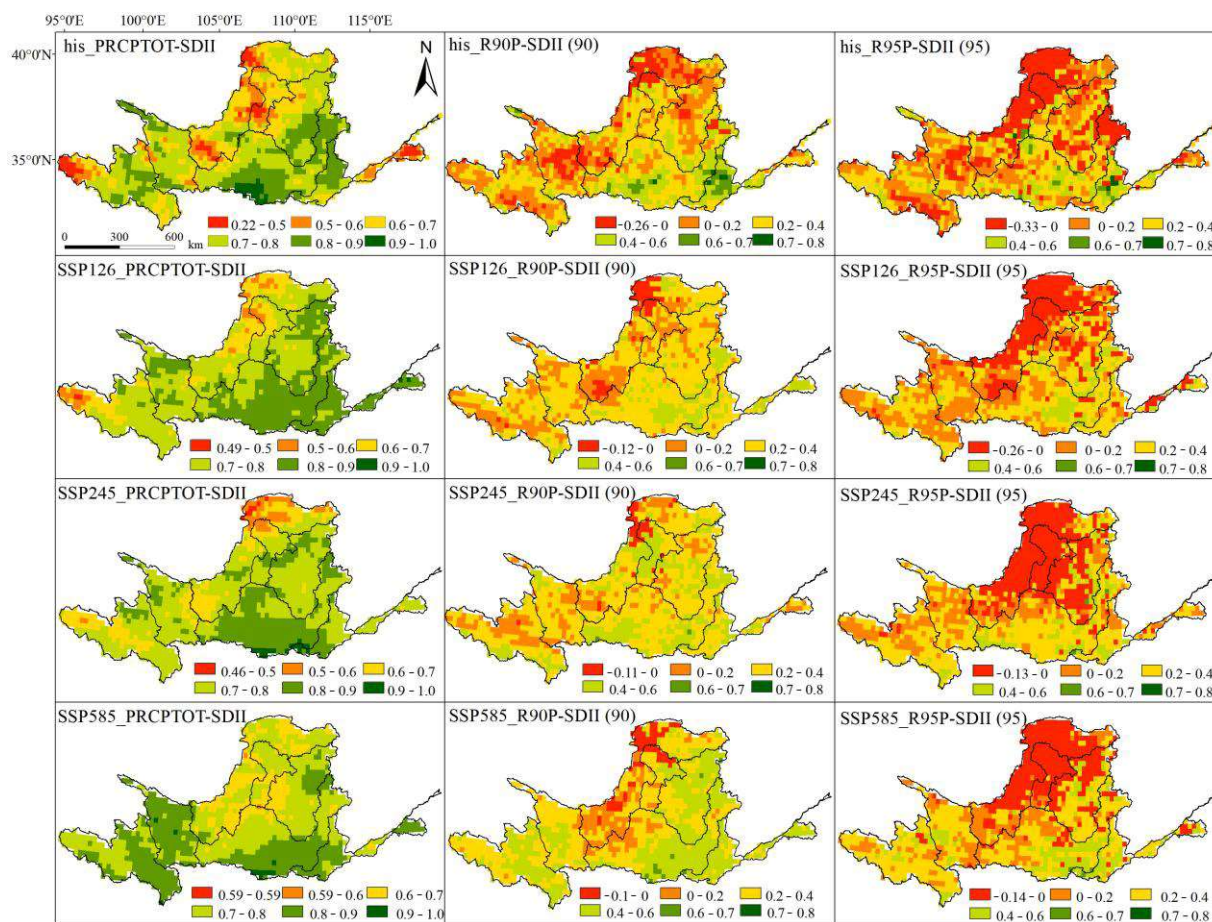 95°0'E 100°0'E 105°0'E 110°0'E 115°0'E
his_PRCPTOT-SDII
N
his_R90P-SDII (90)
his_R95P-SDII (95)
40°0'N
35°0'N
0.22 - 0.5 0.5 - 0.6 0.6 - 0.7
0.7 - 0.8 0.8 - 0.9 0.9 - 1.0
0 300 600
km
-0.26 - 0 0 - 0.2 0.2 - 0.4
0.4 - 0.6 0.6 - 0.7 0.7 - 0.8
-0.33 - 0 0 - 0.2 0.2 - 0.4
0.4 - 0.6 0.6 - 0.7 0.7 - 0.8
SSP126_PRCPTOT-SDII
SSP126_R90P-SDII (90)
SSP126_R95P-SDII (95)
0.49 - 0.5 0.5 - 0.6 0.6 - 0.7
0.7 - 0.8 0.8 - 0.9 0.9 - 1.0
-0.12 - 0 0 - 0.2 0.2 - 0.4
0.4 - 0.6 0.6 - 0.7 0.7 - 0.8
-0.26 - 0 0 - 0.2 0.2 - 0.4
0.4 - 0.6 0.6 - 0.7 0.7 - 0.8
SSP245_PRCPTOT-SDII
SSP245_R90P-SDII (90)
SSP245_R95P-SDII (95)
0.46 - 0.5 0.5 - 0.6 0.6 - 0.7
0.7 - 0.8 0.8 - 0.9 0.9 - 1.0
-0.11 - 0 0 - 0.2 0.2 - 0.4
0.4 - 0.6 0.6 - 0.7 0.7 - 0.8
-0.13 - 0 0 - 0.2 0.2 - 0.4
0.4 - 0.6 0.6 - 0.7 0.7 - 0.8
SSP585_PRCPTOT-SDII
SSP585_R90P-SDII (90)
SSP585_R95P-SDII (95)
0.59 - 0.59 0.59 - 0.6 0.6 - 0.7
0.7 - 0.8 0.8 - 0.9 0.9 - 1.0
-0.1 - 0 0 - 0.2 0.2 - 0.4
0.4 - 0.6 0.6 - 0.7 0.7 - 0.8
-0.14 - 0 0 - 0.2 0.2 - 0.4
0.4 - 0.6 0.6 - 0.7 0.7 - 0.8